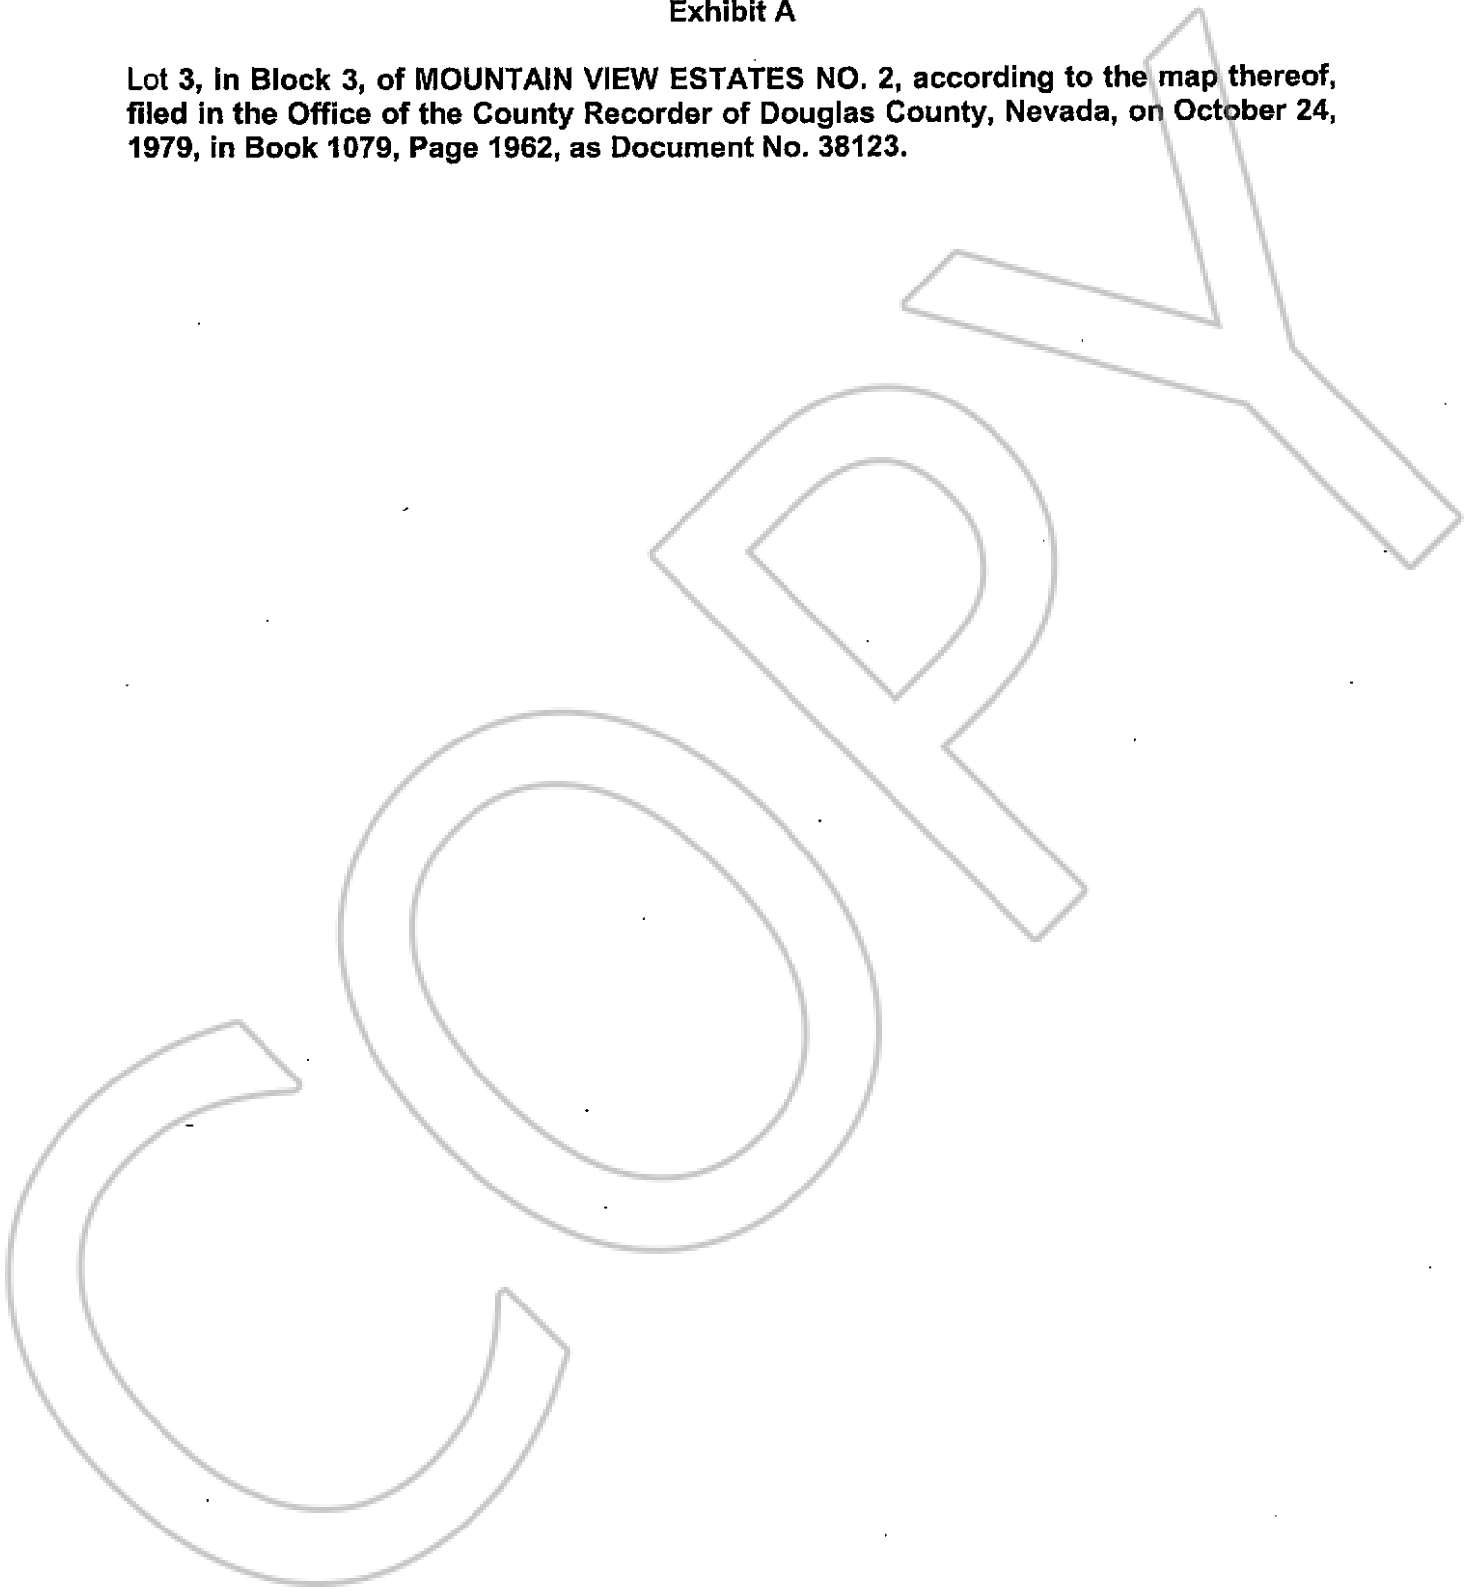 Exhibit A
Lot 3, in Block 3, of MOUNTAIN VIEW ESTATES NO. 2, according to the map thereof,
filed in the Office of the County Recorder of Douglas County, Nevada, on October 24,
1979, in Book 1079, Page 1962, as Document No. 38123.
COPY